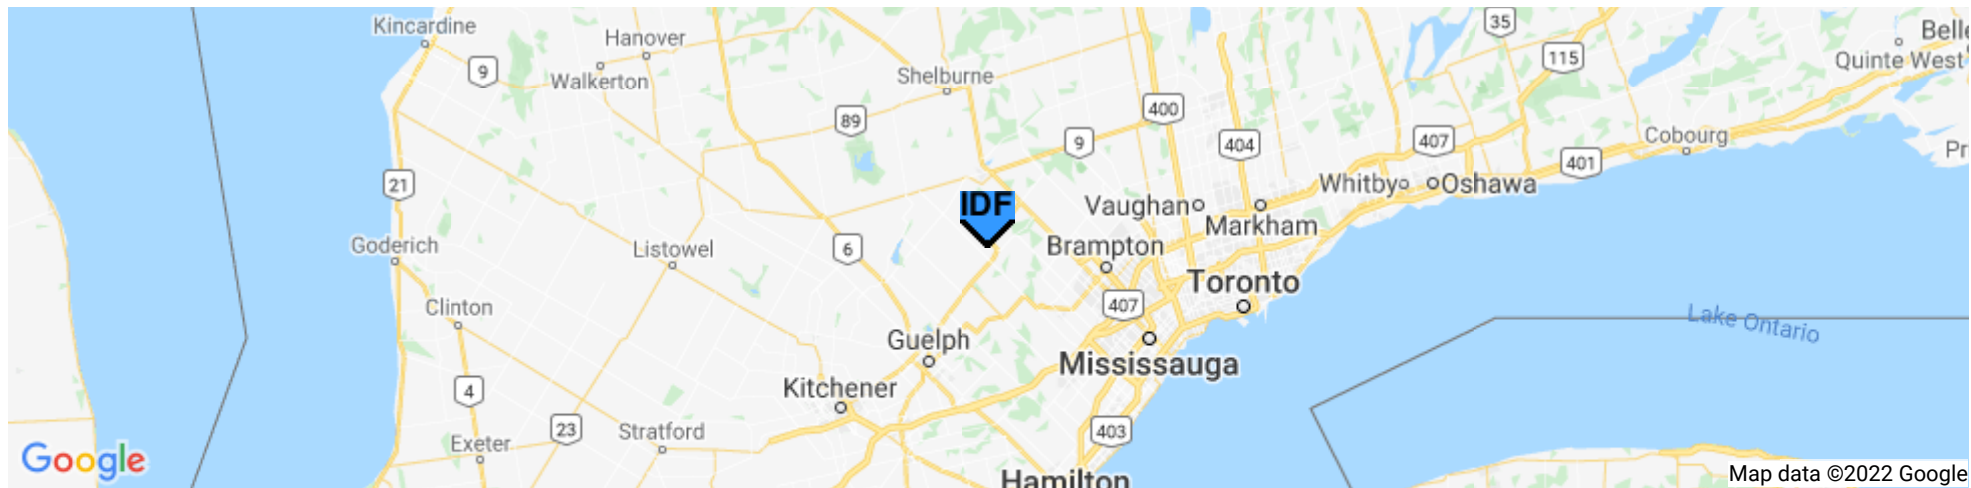 Kincardine
Hanover
35
Belle
9
Walkerton
Shelburne
115
Quinte West
89
400
9
404
407
Cobourg
401
Pr
21
IDF
Whitby
Oshawa
Vaughan
Markham
Goderich
Listowel
6
Brampton
Toronto
Clinton
407
Lake Ontario
Guelph
Mississauga
4
Kitchener
23
Stratford
403
Exeter
Google
Hamilton
Map data ©2022 Google